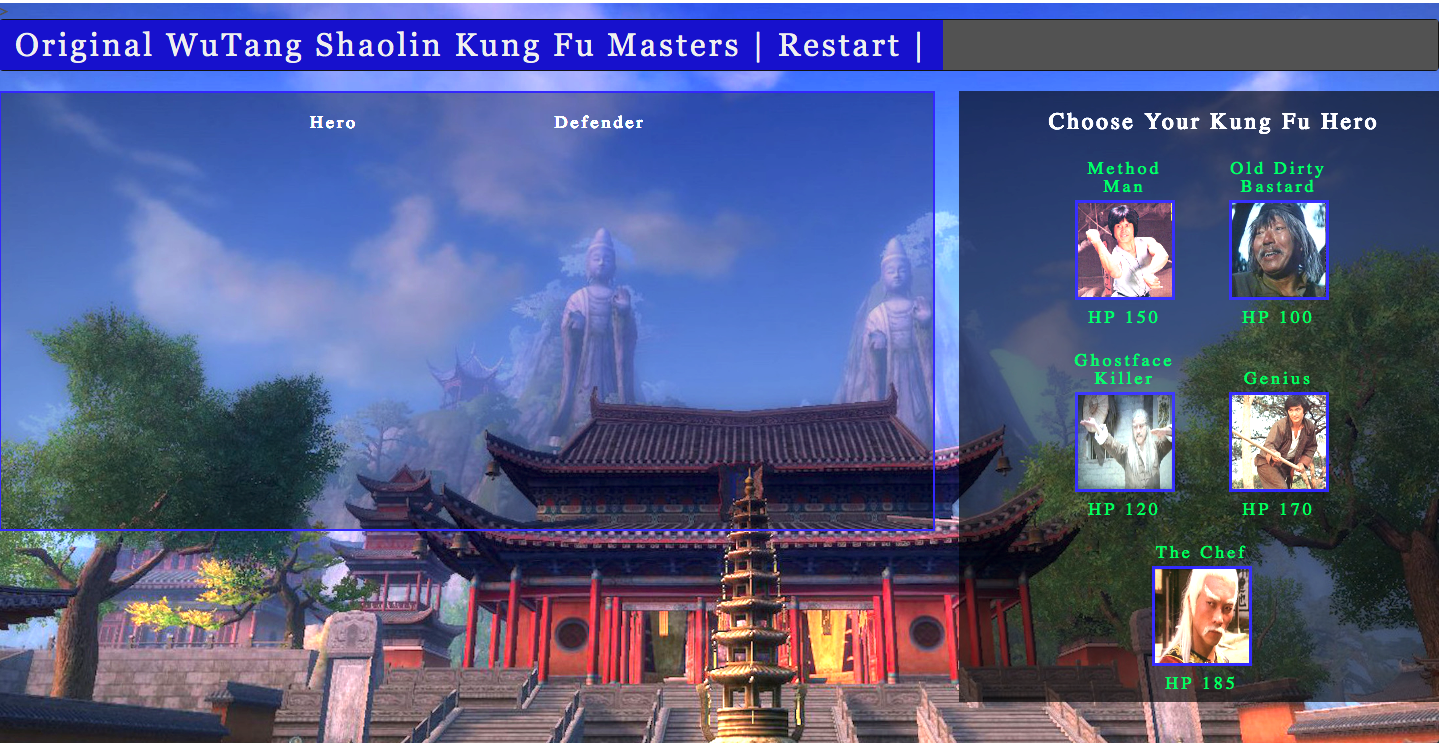 >
Original WuTang Shaolin Kung Fu Masters | Restart |
Hero
Defender
Choose Your Kung Fu Hero
Method
Man
HP 150
Old Dirty
Bastard
HP 100
Ghostface
Killer
HP 120
Genius
HP 170
The Chef
HP 185